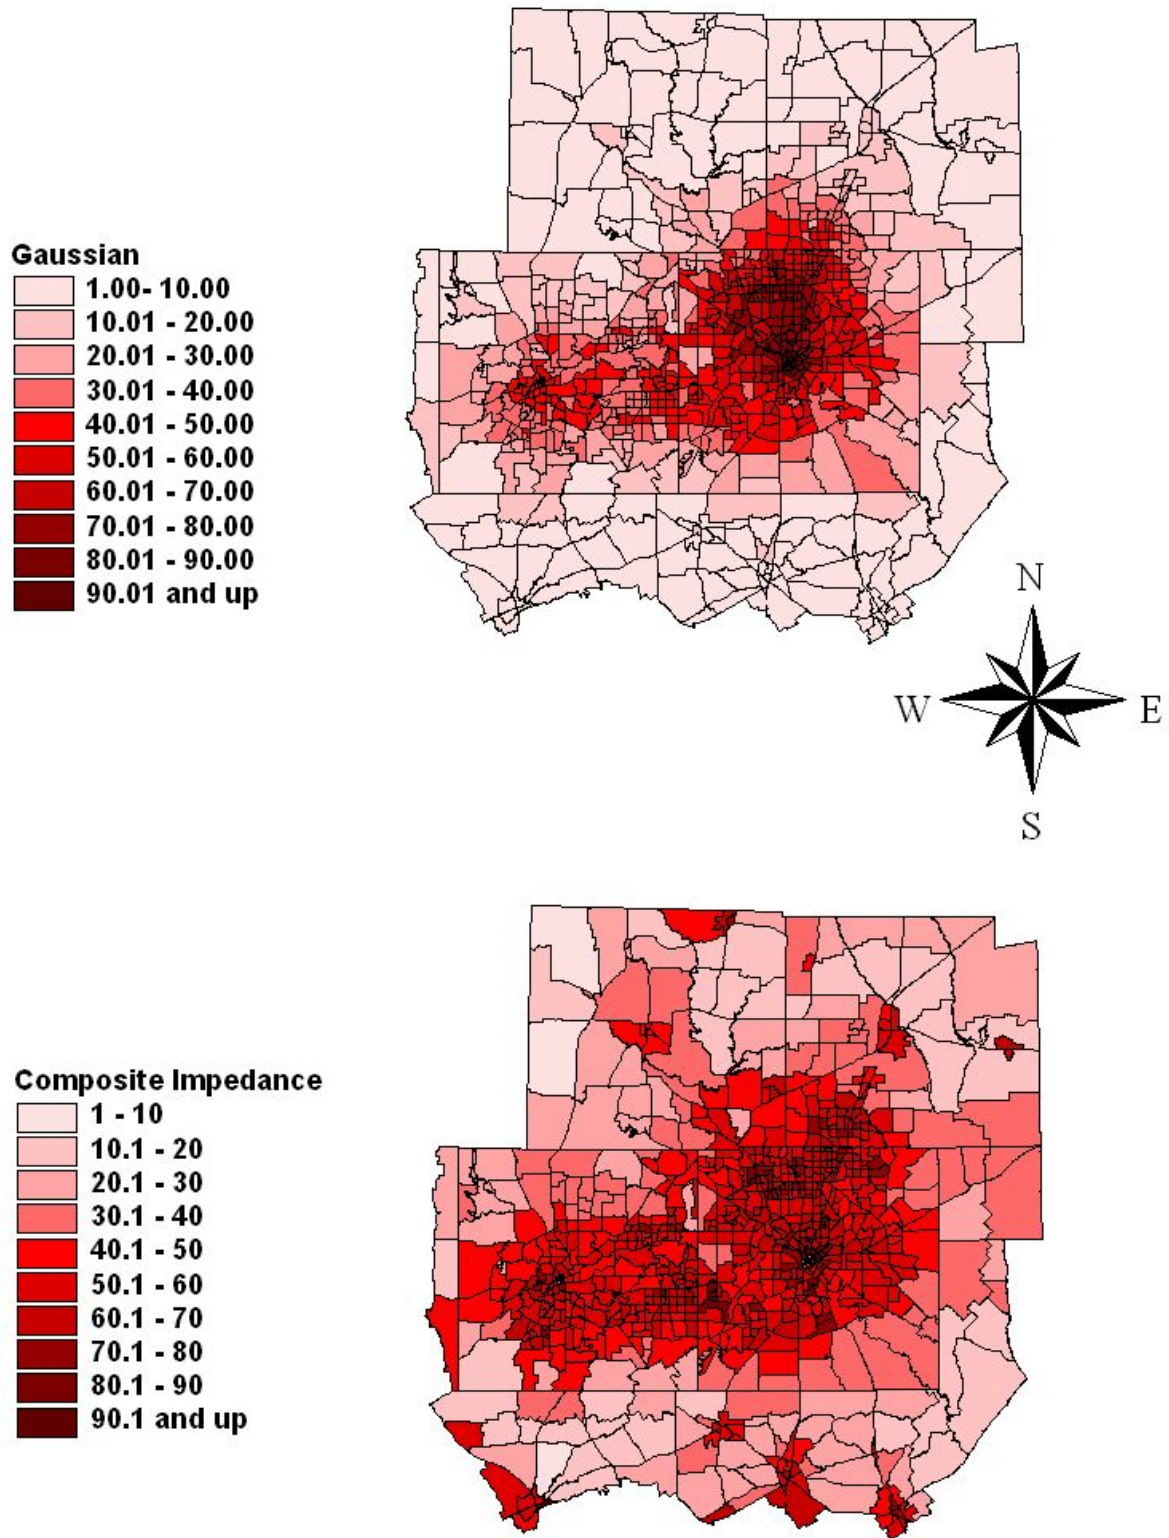 Gaussian
1.00- 10.00
10.01 - 20.00
20.01 - 30.00
30.01 - 40.00
40.01 - 50.00
50.01 - 60.00
60.01 - 70.00
70.01 - 80.00
80.01 - 90.00
90.01 and up
N
W E
S
Composite Impedance
1 - 10
10.1 - 20
20.1 - 30
30.1 - 40
40.1 - 50
50.1 - 60
60.1 - 70
70.1 - 80
80.1 - 90
90.1 and up